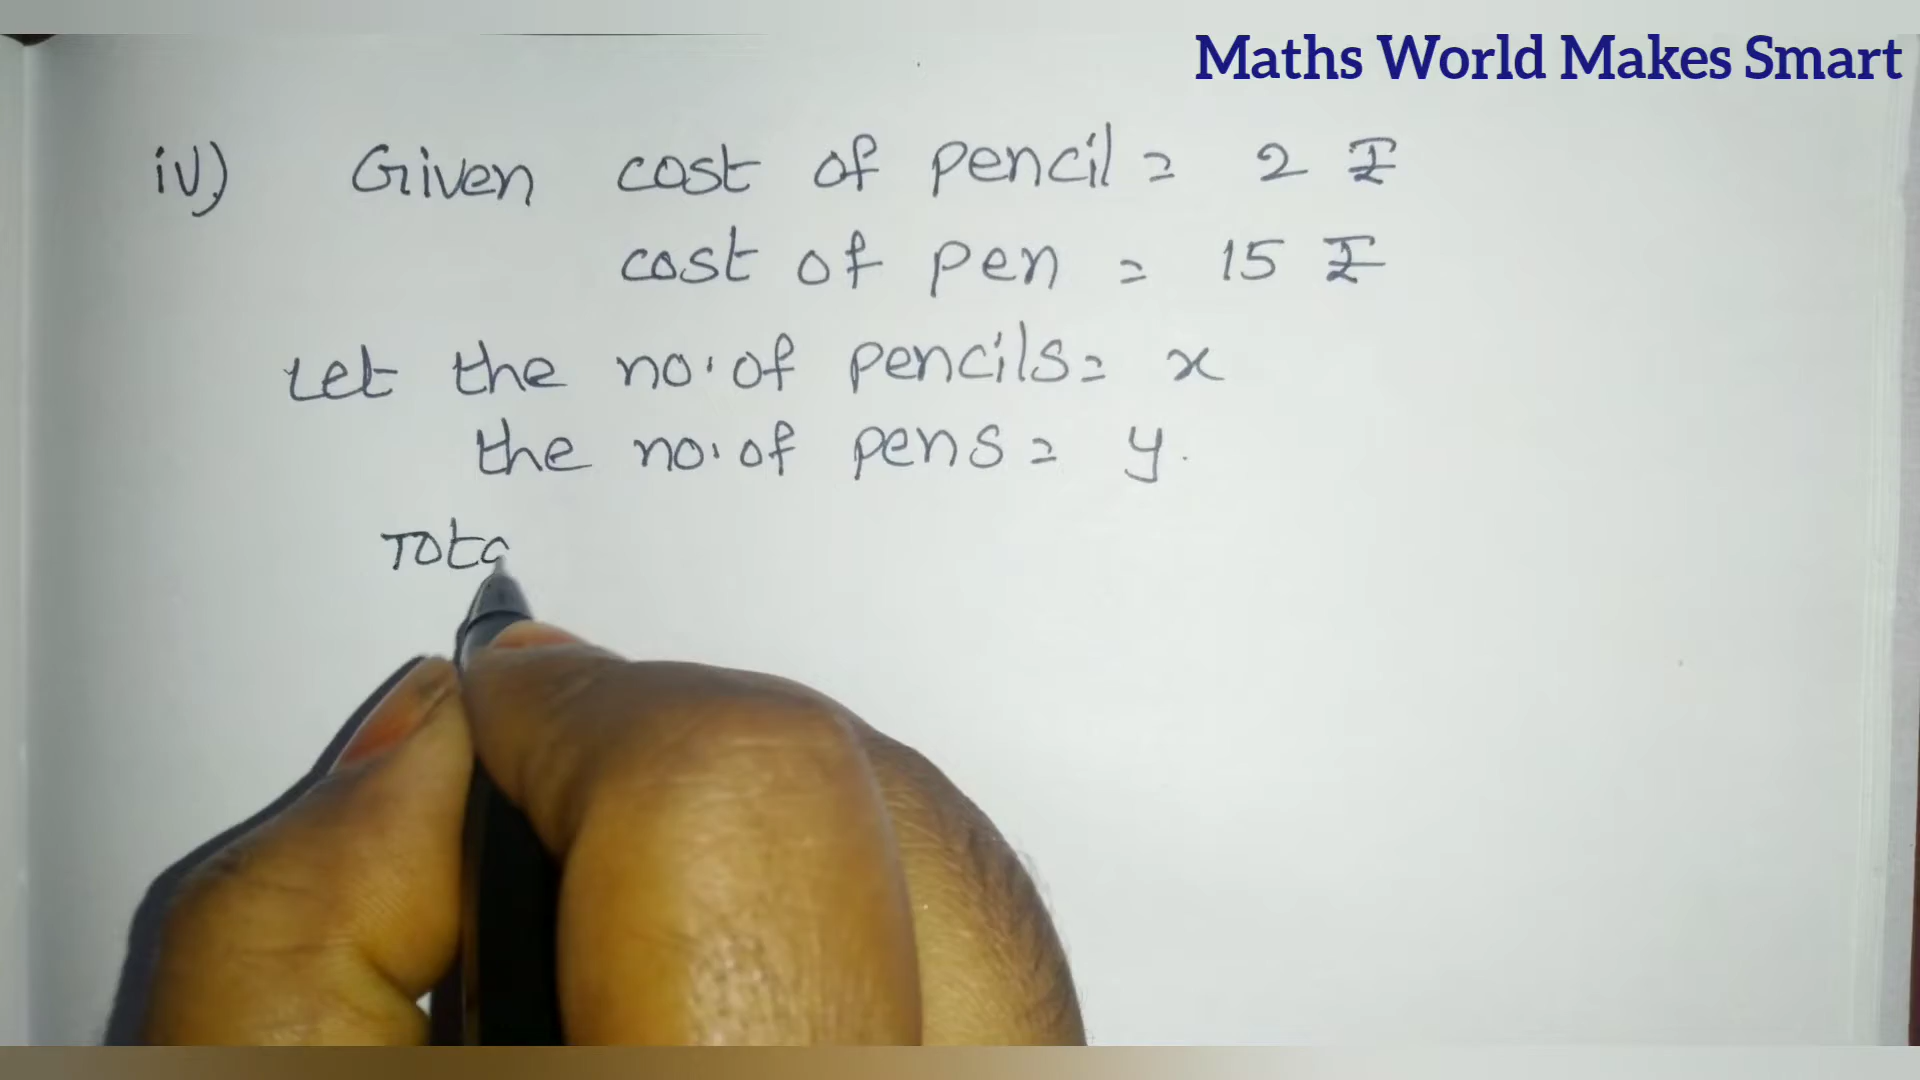 Maths World Makes Smart
iv) Given cost of pencil = 2 ₹
cost of pen = 15 ₹
Let the no. of pencils = x
the no. of pens = y.
Tota